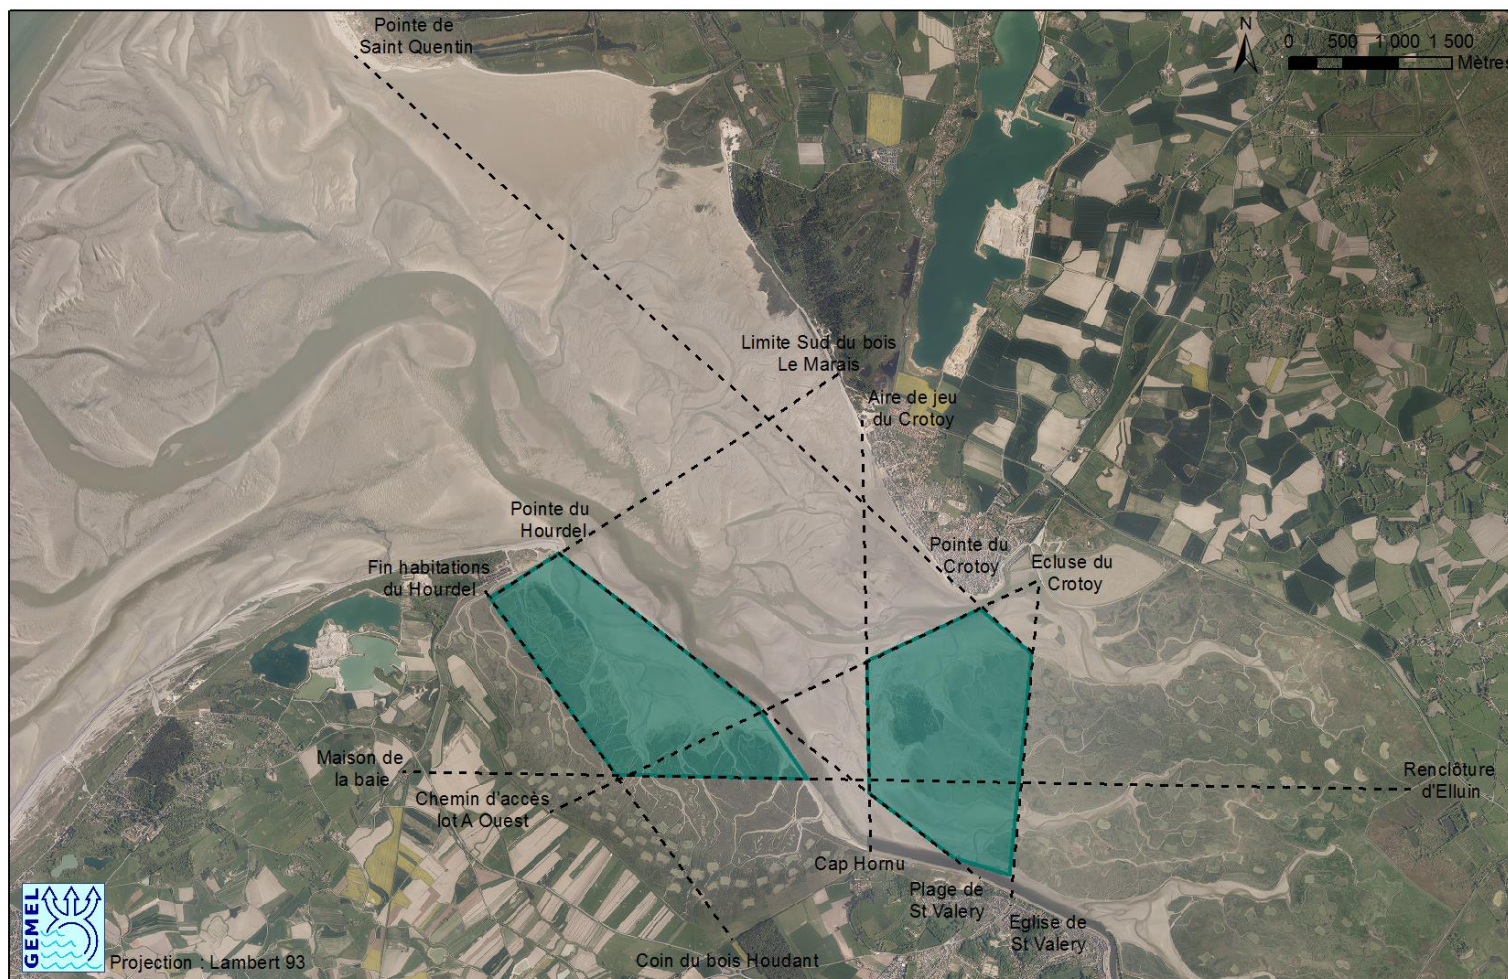 Pointe de
Saint Quentin
N
0 500 1 000 1 500
Mètres
Limite Sud du bois
Le Marais
Aire de jeu
du Crotoy
Pointe du
Hourdel
Pointe du
Crotoy
Ecluse du
Crotoy
Fin habitations
du Hourdel
Maison de
la baie
Chemin d'accès
lot A Ouest
Renclôture
d'Elluin
Cap Hornu
Plage de
St Valery
Eglise de
St Valery
Coin du bois Houdant
GEMEL
Projection : Lambert 93